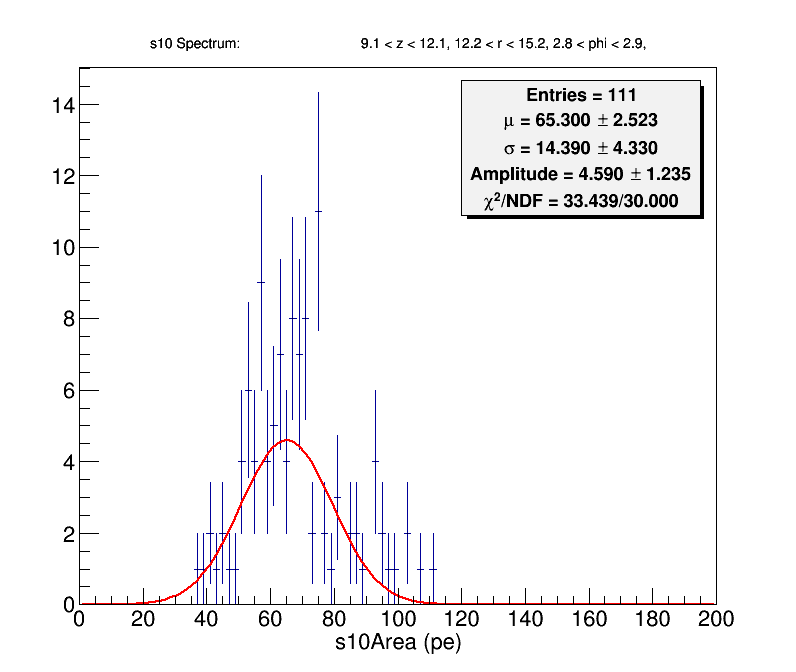 s10 Spectrum: 9.1 < z < 12.1, 12.2 < r < 15.2, 2.8 < phi < 2.9,
Entries = 111
μ = 65.300 ± 2.523
σ = 14.390 ± 4.330
Amplitude = 4.590 ± 1.235
χ²/NDF = 33.439/30.000
14
12
10
8
6
4
2
0
0 20 40 60 80 100 120 140 160 180 200
s10Area (pe)